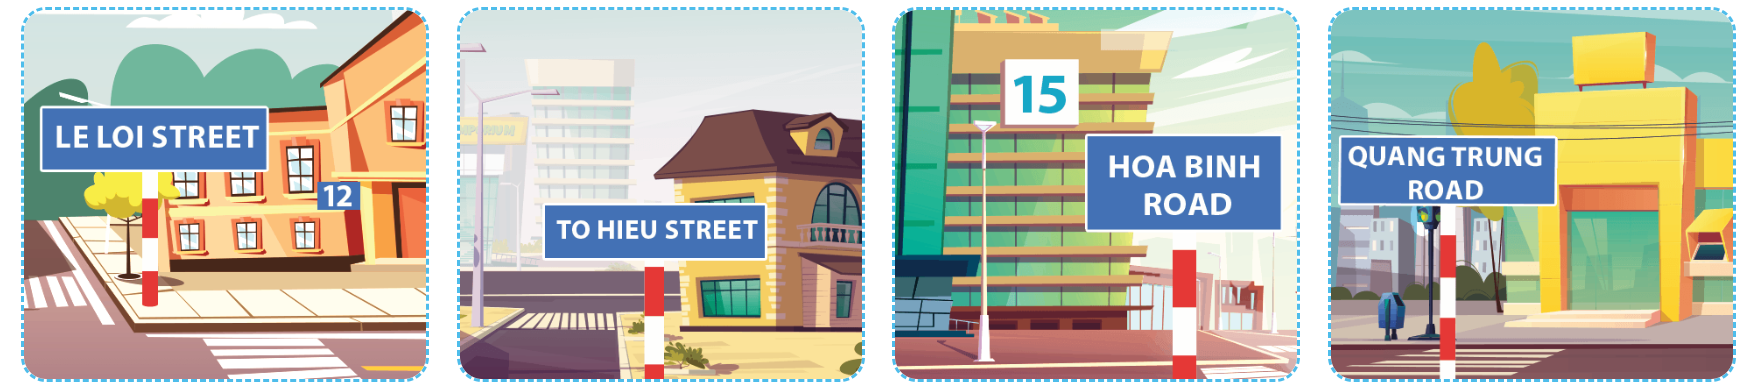 LE LOI STREET
12
TO HIEU STREET
15
HOA BINH
ROAD
QUANG TRUNG
ROAD